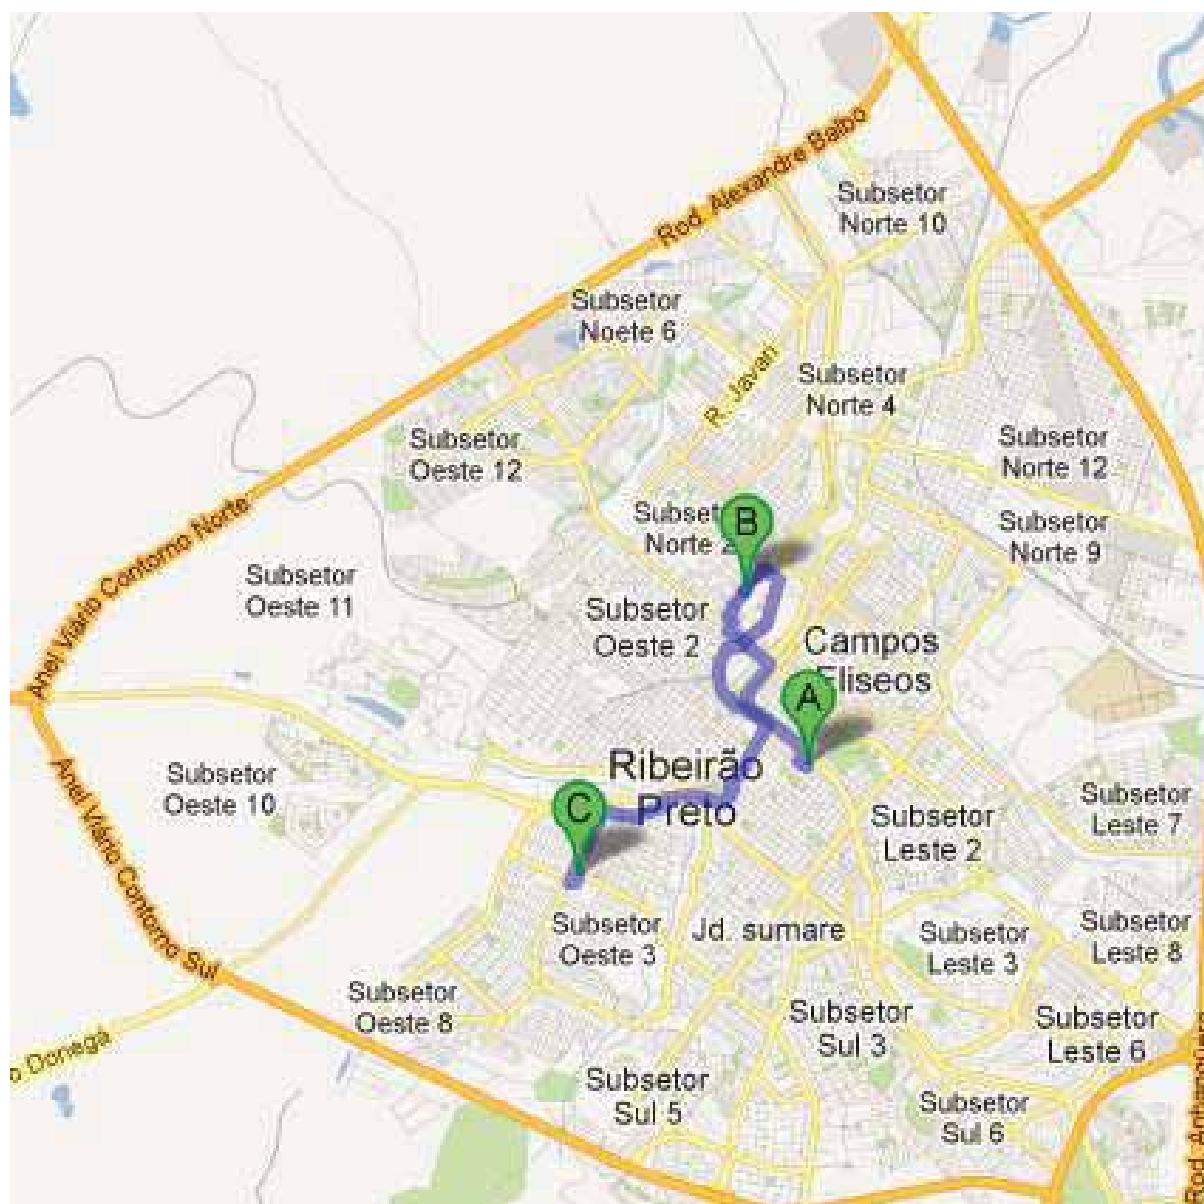 Rod. Alexandre Balbo
Subsetor
Norte 10
Subsetor
Noete 6
R. Javari
Subsetor
Norte 4
Subsetor
Oeste 12
Subsetor
Norte 12
Anel Viário Contorno Norte
B
Subset
Norte 2
Subsetor
Norte 9
Subsetor
Oeste 11
Subsetor
Oeste 2
Campos
Eliseos
A
Ribeirão
Preto
Subsetor
Oeste 10
C
Subsetor
Leste 7
Subsetor
Leste 2
Anel Viário Contorno Sul
Subsetor
Oeste 3
Jd. sumare
Subsetor
Leste 3
Subsetor
Leste 8
Subsetor
Oeste 8
Subsetor
Sul 3
Subsetor
Leste 6
o Donega
Subsetor
Sul 5
Subsetor
Sul 6
Rod.